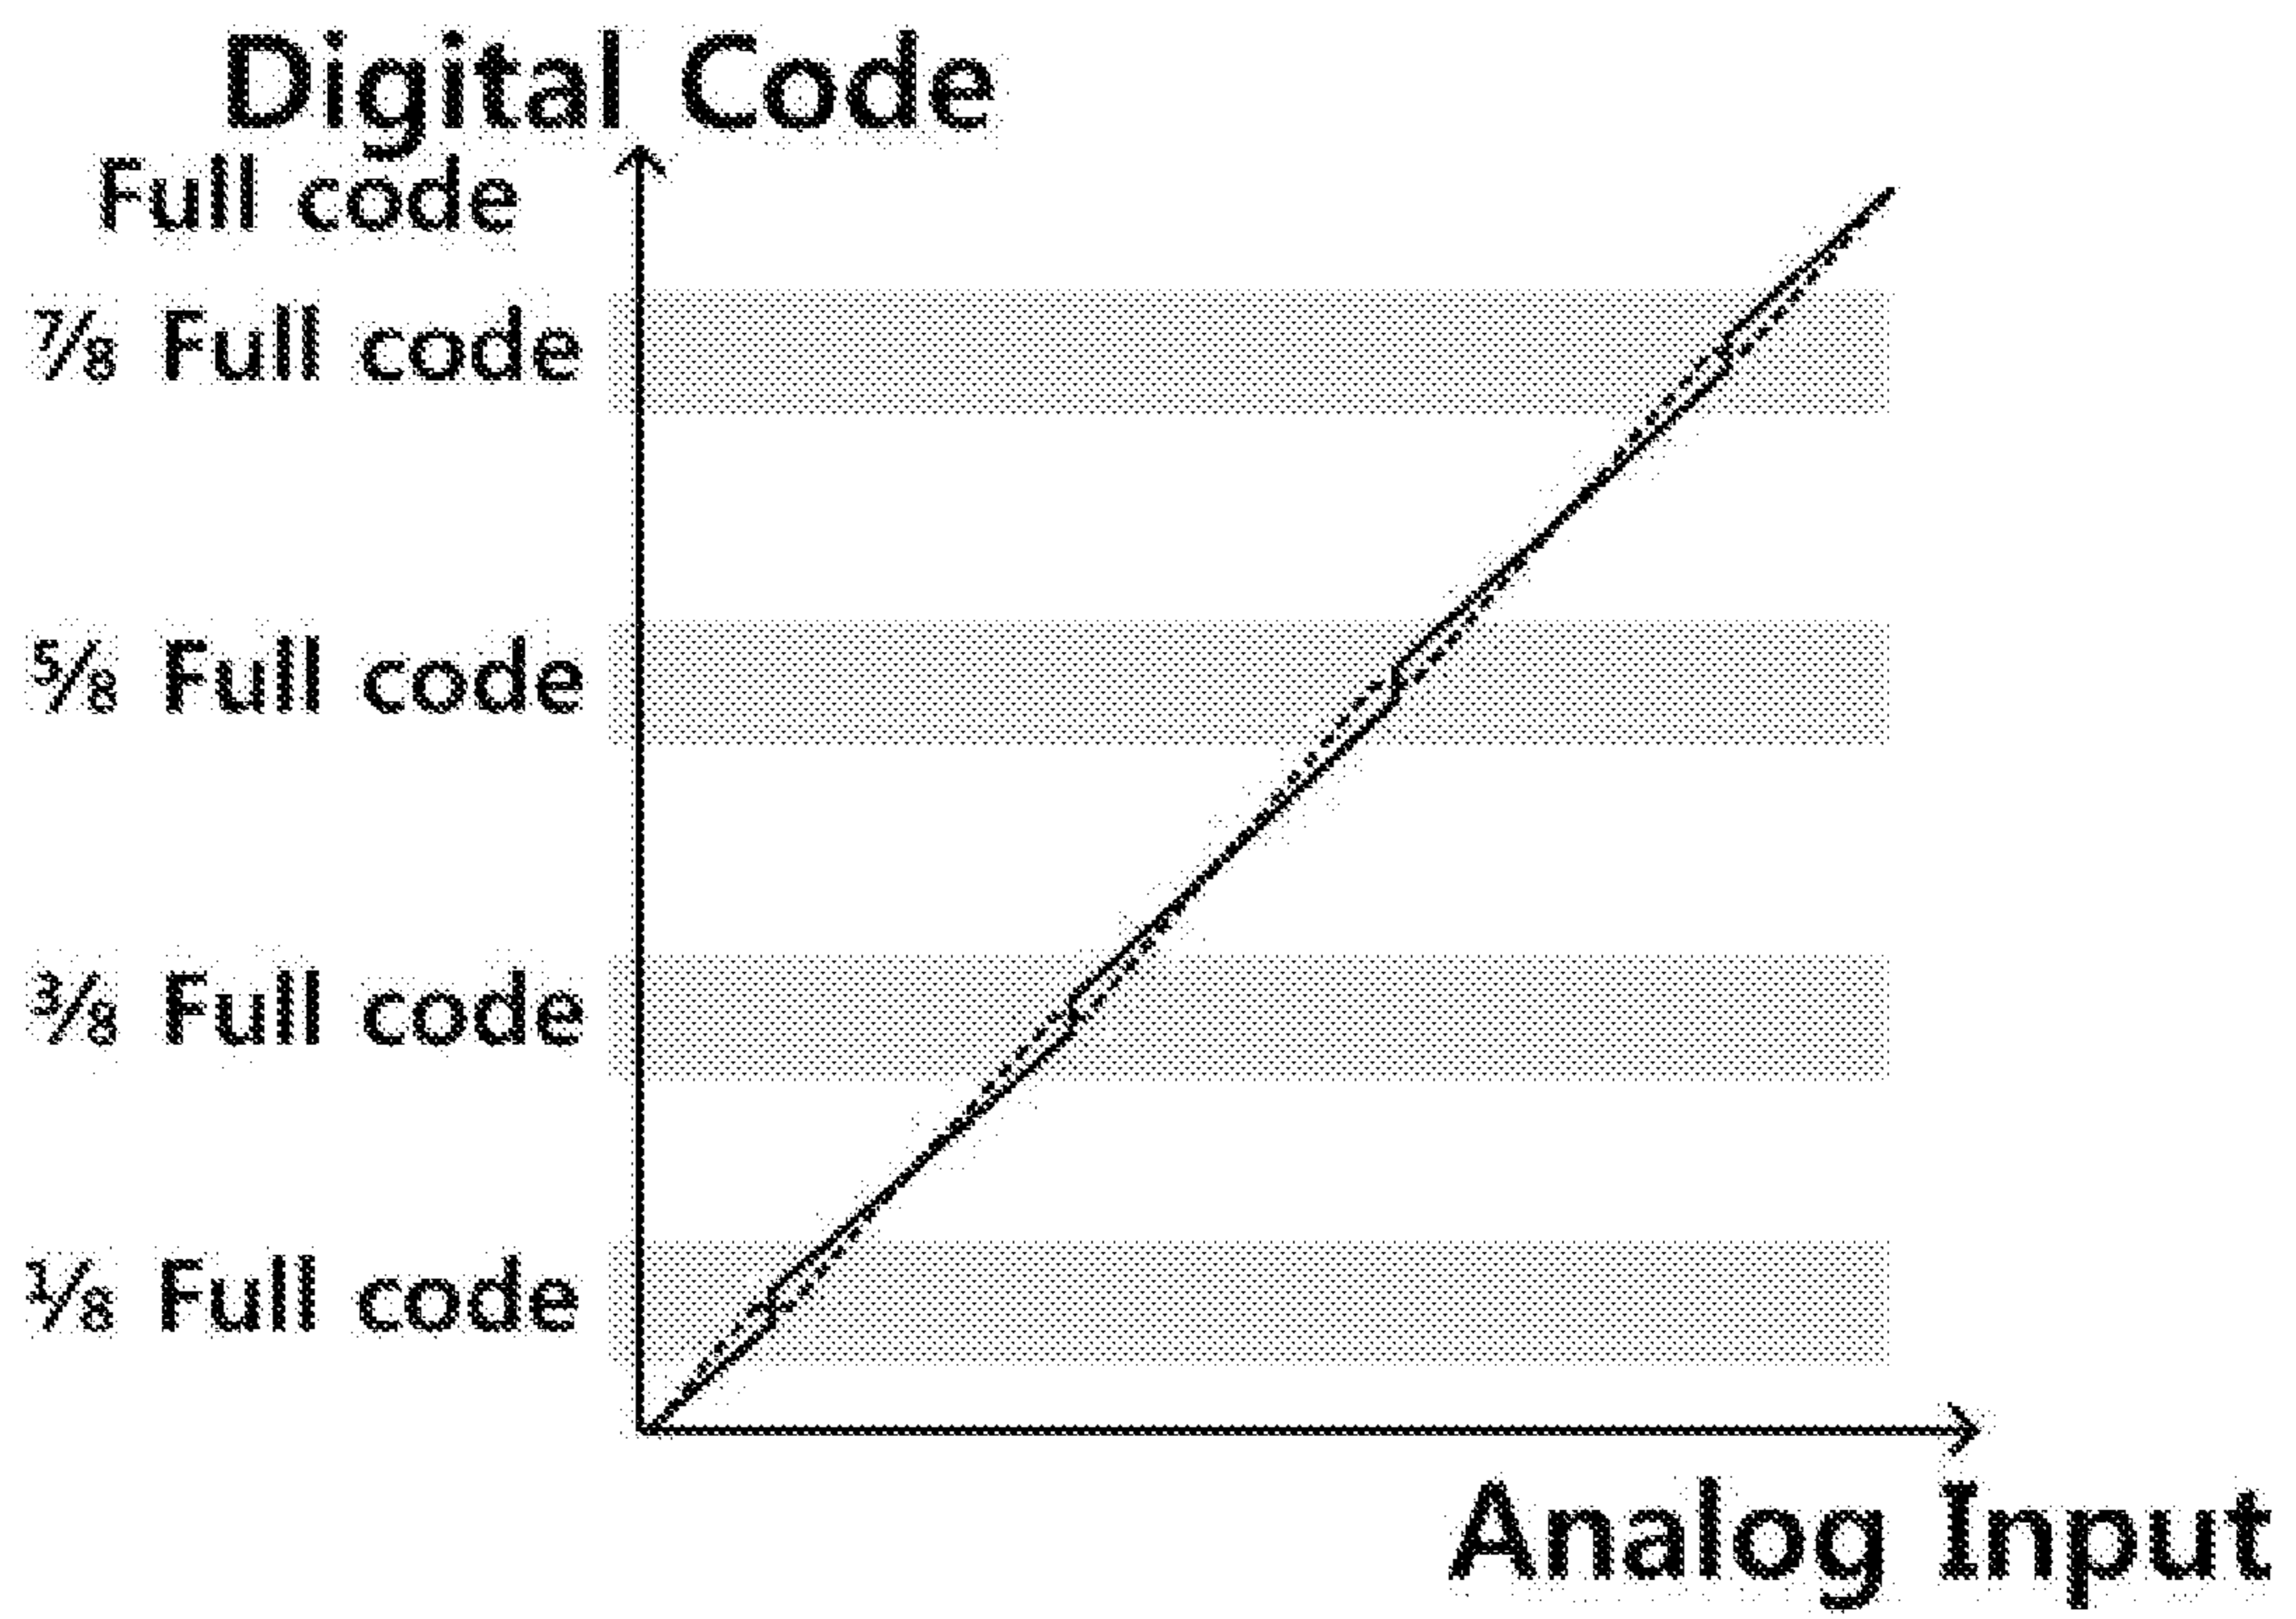 Digital Code
Full code
⅞ Full code
⅝ Full code
⅜ Full code
⅛ Full code
Analog Input